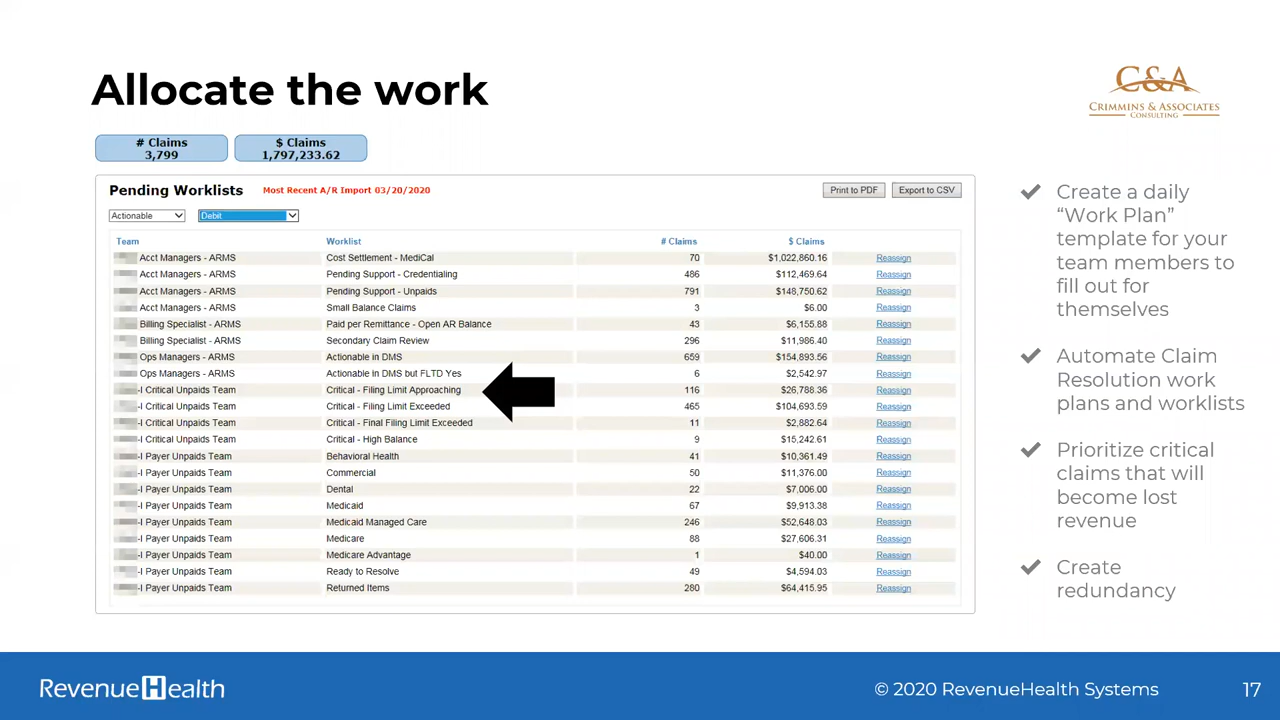 Allocate the work
C&A
CRIMMINS & ASSOCIATES
CONSULTING
# Claims
3,799
$ Claims
1,797,233.62
Pending Worklists
Most Recent A/R Import 03/20/2020
Print to PDF
Export to CSV
Actionable
Debit
Team Worklist # Claims $ Claims
Acct Managers - ARMS Cost Settlement - MediCal 70 $1,022,860.16 Reassign
Acct Managers - ARMS Pending Support - Credentialing 486 $112,469.64 Reassign
Acct Managers - ARMS Pending Support - Unpaids 791 $148,750.62 Reassign
Acct Managers - ARMS Small Balance Claims 3 $6.00 Reassign
Billing Specialist - ARMS Paid per Remittance - Open AR Balance 43 $6,155.88 Reassign
Billing Specialist - ARMS Secondary Claim Review 296 $11,986.40 Reassign
Ops Managers - ARMS Actionable in DMS 659 $154,893.56 Reassign
Ops Managers - ARMS Actionable in DMS but FLTD Yes 6 $2,542.97 Reassign
-I Critical Unpaids Team Critical - Filing Limit Approaching 116 $26,788.36 Reassign
-I Critical Unpaids Team Critical - Filing Limit Exceeded 465 $104,693.59 Reassign
-I Critical Unpaids Team Critical - Final Filing Limit Exceeded 11 $2,882.64 Reassign
-I Critical Unpaids Team Critical - High Balance 9 $15,242.61 Reassign
-I Payer Unpaids Team Behavioral Health 41 $10,361.49 Reassign
-I Payer Unpaids Team Commercial 50 $11,376.00 Reassign
-I Payer Unpaids Team Dental 22 $7,006.00 Reassign
-I Payer Unpaids Team Medicaid 67 $9,913.38 Reassign
-I Payer Unpaids Team Medicaid Managed Care 246 $52,648.03 Reassign
-I Payer Unpaids Team Medicare 88 $27,606.31 Reassign
-I Payer Unpaids Team Medicare Advantage 1 $40.00 Reassign
-I Payer Unpaids Team Ready to Resolve 49 $4,594.03 Reassign
-I Payer Unpaids Team Returned Items 280 $64,415.95 Reassign
Create a daily
“Work Plan”
template for your
team members to
fill out for
themselves
Automate Claim
Resolution work
plans and worklists
Prioritize critical
claims that will
become lost
revenue
Create
redundancy
RevenueHealth
© 2020 RevenueHealth Systems
17